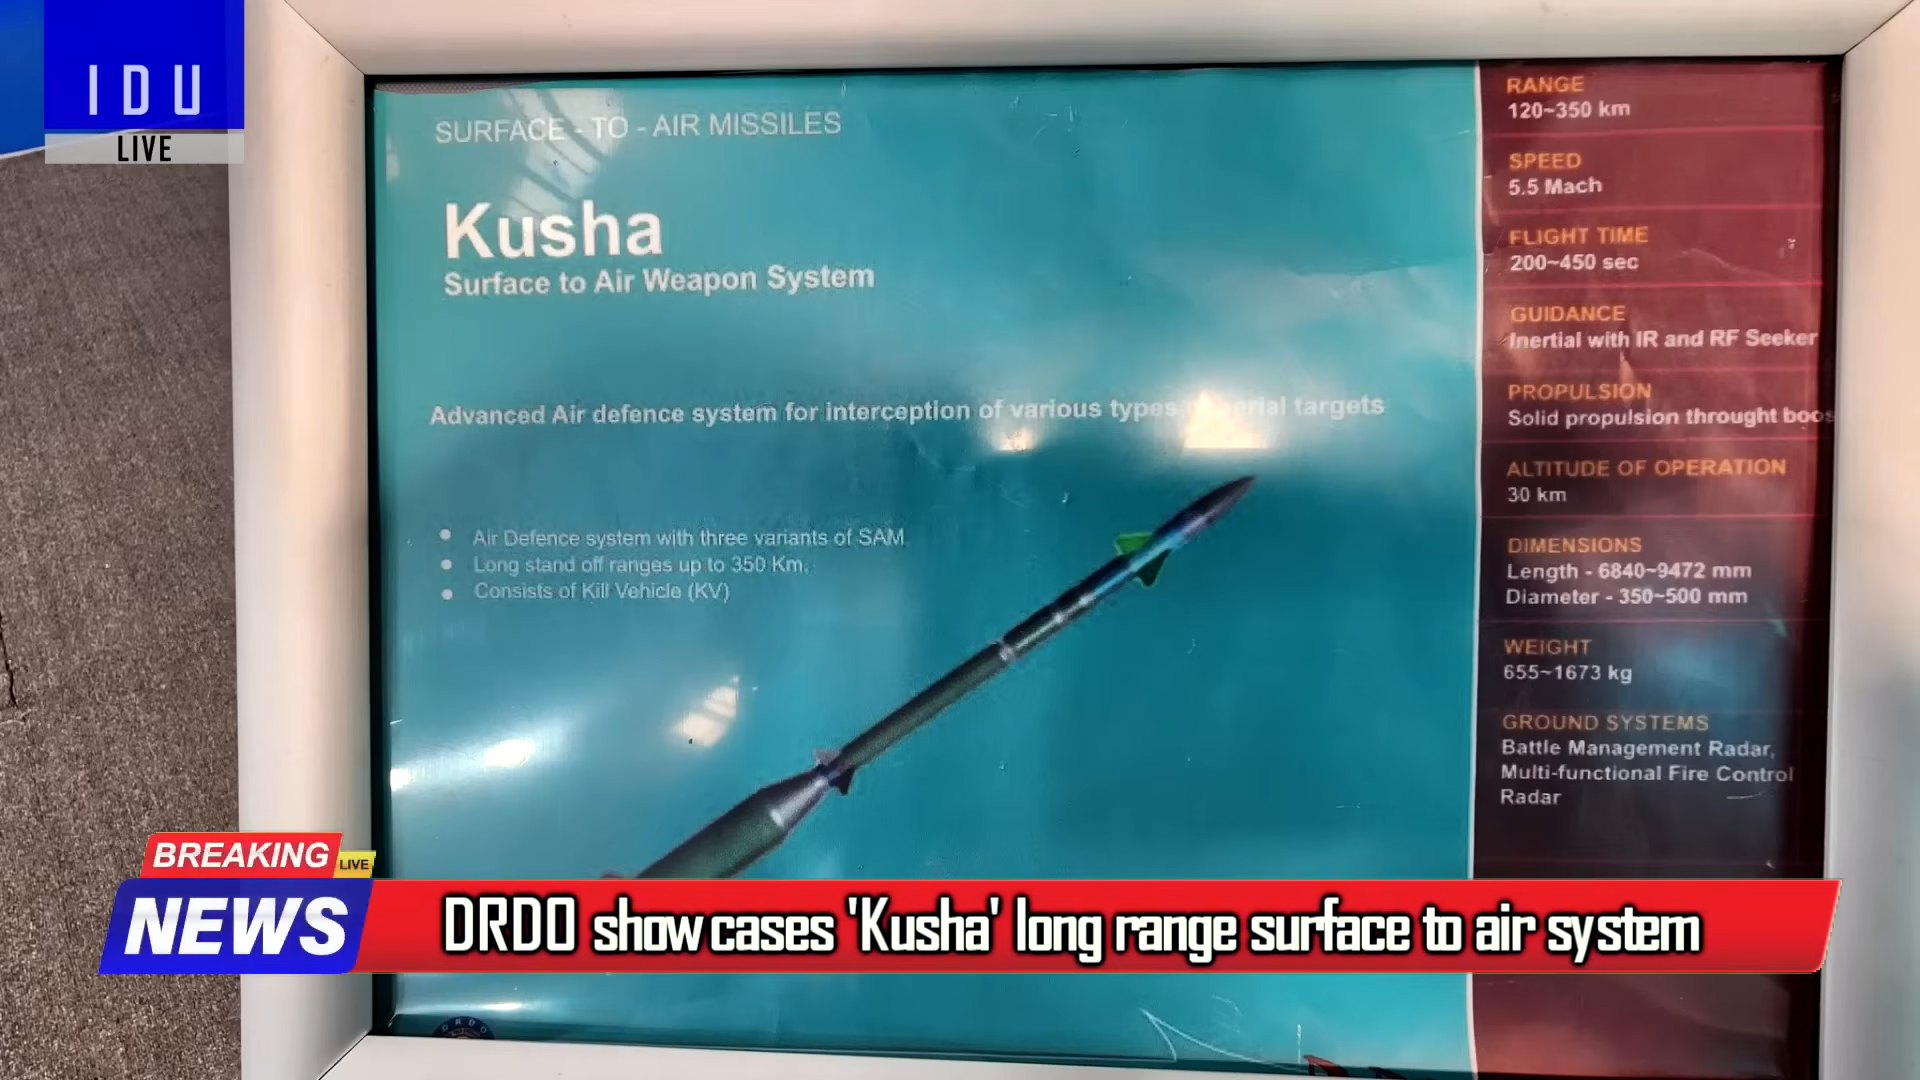 IDU
LIVE
SURFACE - TO - AIR MISSILES
Kusha
Surface to Air Weapon System
Advanced Air defence system for interception of various types targets
Air Defence system with three variants of SAM.
Long stand off ranges up to 350 Km.
Consists of Kill Vehicle (KV)
RANGE
120~350 km
SPEED
5.5 Mach
FLIGHT TIME
200~450 sec
GUIDANCE
Inertial with IR and RF Seeker
PROPULSION
Solid propulsion throught
ALTITUDE OF OPERATION
30 km
DIMENSIONS
Length - 6840~9472 mm
Diameter - 350~500 mm
WEIGHT
655~1673 kg
GROUND SYSTEMS
Battle Management Radar,
Multi-functional Fire Control
Radar
BREAKING
LIVE
NEWS
DRDO showcases 'Kusha' long range surface to air system
DRDO